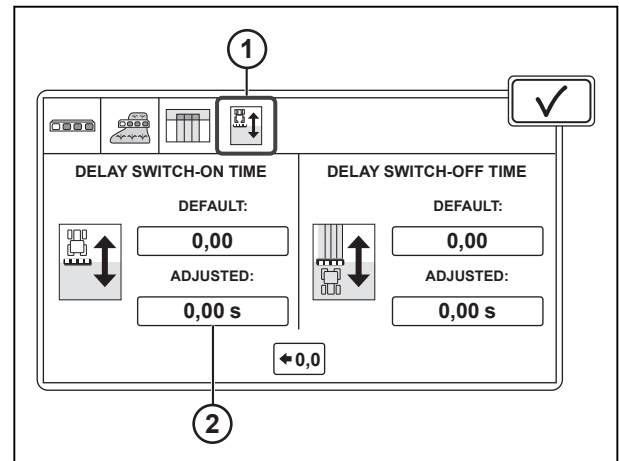 1
DELAY SWITCH-ON TIME
DEFAULT:
0,00
ADJUSTED:
0,00 s
DELAY SWITCH-OFF TIME
DEFAULT:
0,00
ADJUSTED:
0,00 s
0,0
2